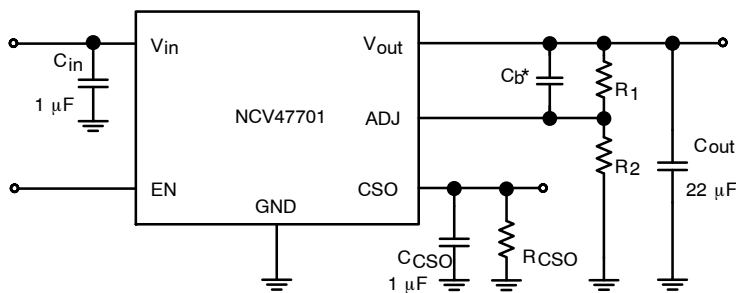 Vin
Vout
Cin
1 μF
Cb*
R1
NCV47701
ADJ
Cout
22 μF
R2
EN
CSO
GND
CCSO
1 μF
RCSO